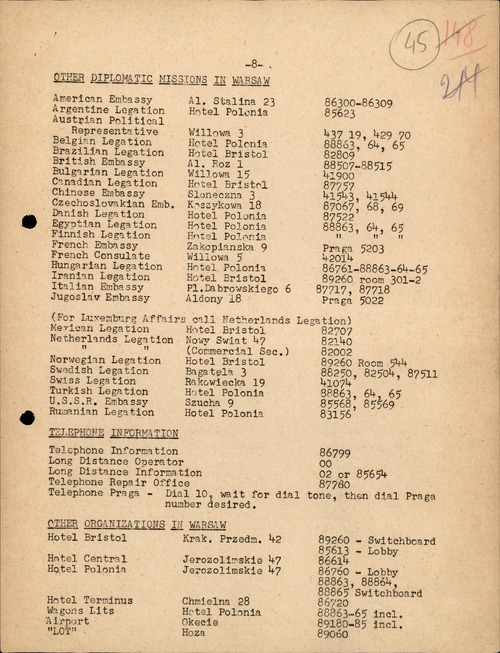 -8-
45
148
244
OTHER DIPLOMATIC MISSIONS IN WARSAW
American Embassy Al. Stalina 23 86300-86309
Argentine Legation Hotel Polonia 85623
Austrian Political
Representative Willowa 3 437 19, 429 70
Belgian Legation Hotel Polonia 88863, 64, 65
Brazilian Legation Hotel Bristol 82809
British Embassy Al. Roz 1 88507-88515
Bulgarian Legation Willowa 15 41900
Canadian Legation Hotel Bristol 87757
Chinese Embassy Sloneczna 3 41543, 41544
Czechoslovakian Emb. Koszykowa 18 87067, 68, 69
Danish Legation Hotel Polonia 87522
Egyptian Legation Hotel Polonia 88863, 64, 65
Finnish Legation Hotel Polonia " " "
French Embassy Zakopianska 9 Praga 5203
French Consulate Willowa 5 42014
Hungarian Legation Hotel Polonia 86761-88863-64-65
Iranian Legation Hotel Bristol 89260 room 301-2
Italian Embassy Pl.Dabrowskiego 6 87717, 87718
Jugoslav Embassy Aldony 18 Praga 5022
(For Luxemburg Affairs call Netherlands Legation)
Mexican Legation Hotel Bristol 82707
Netherlands Legation Nowy Swiat 47 82140
" " (Commercial Sec.) 82002
Norwegian Legation Hotel Bristol 89260 Room 544
Swedish Legation Bagatela 3 88250, 82504, 87511
Swiss Legation Rakowiecka 19 41074
Turkish Legation Hotel Polonia 88863, 64, 65
U.S.S.R. Embassy Szucha 9 85568, 85569
Rumanian Legation Hotel Polonia 83156
TELEPHONE INFORMATION
Telephone Information 86799
Long Distance Operator 00
Long Distance Information 02 or 85654
Telephone Repair Office 87780
Telephone Praga - Dial 10, wait for dial tone, then dial Praga
number desired.
OTHER ORGANIZATIONS IN WARSAW
Hotel Bristol Krak. Przedm. 42 89260 - Switchboard
85613 - Lobby
Hotel Central Jerozolimskie 47 86614
Hotel Polonia Jerozolimskie 47 86760 - Lobby
88863, 88864,
88865 Switchboard
Hotel Terminus Chmielna 28 86720
Wagons Lits Hotel Polonia 88863-65 incl.
Airport Okecie 89180-85 incl.
"LOT" Hoza 89060